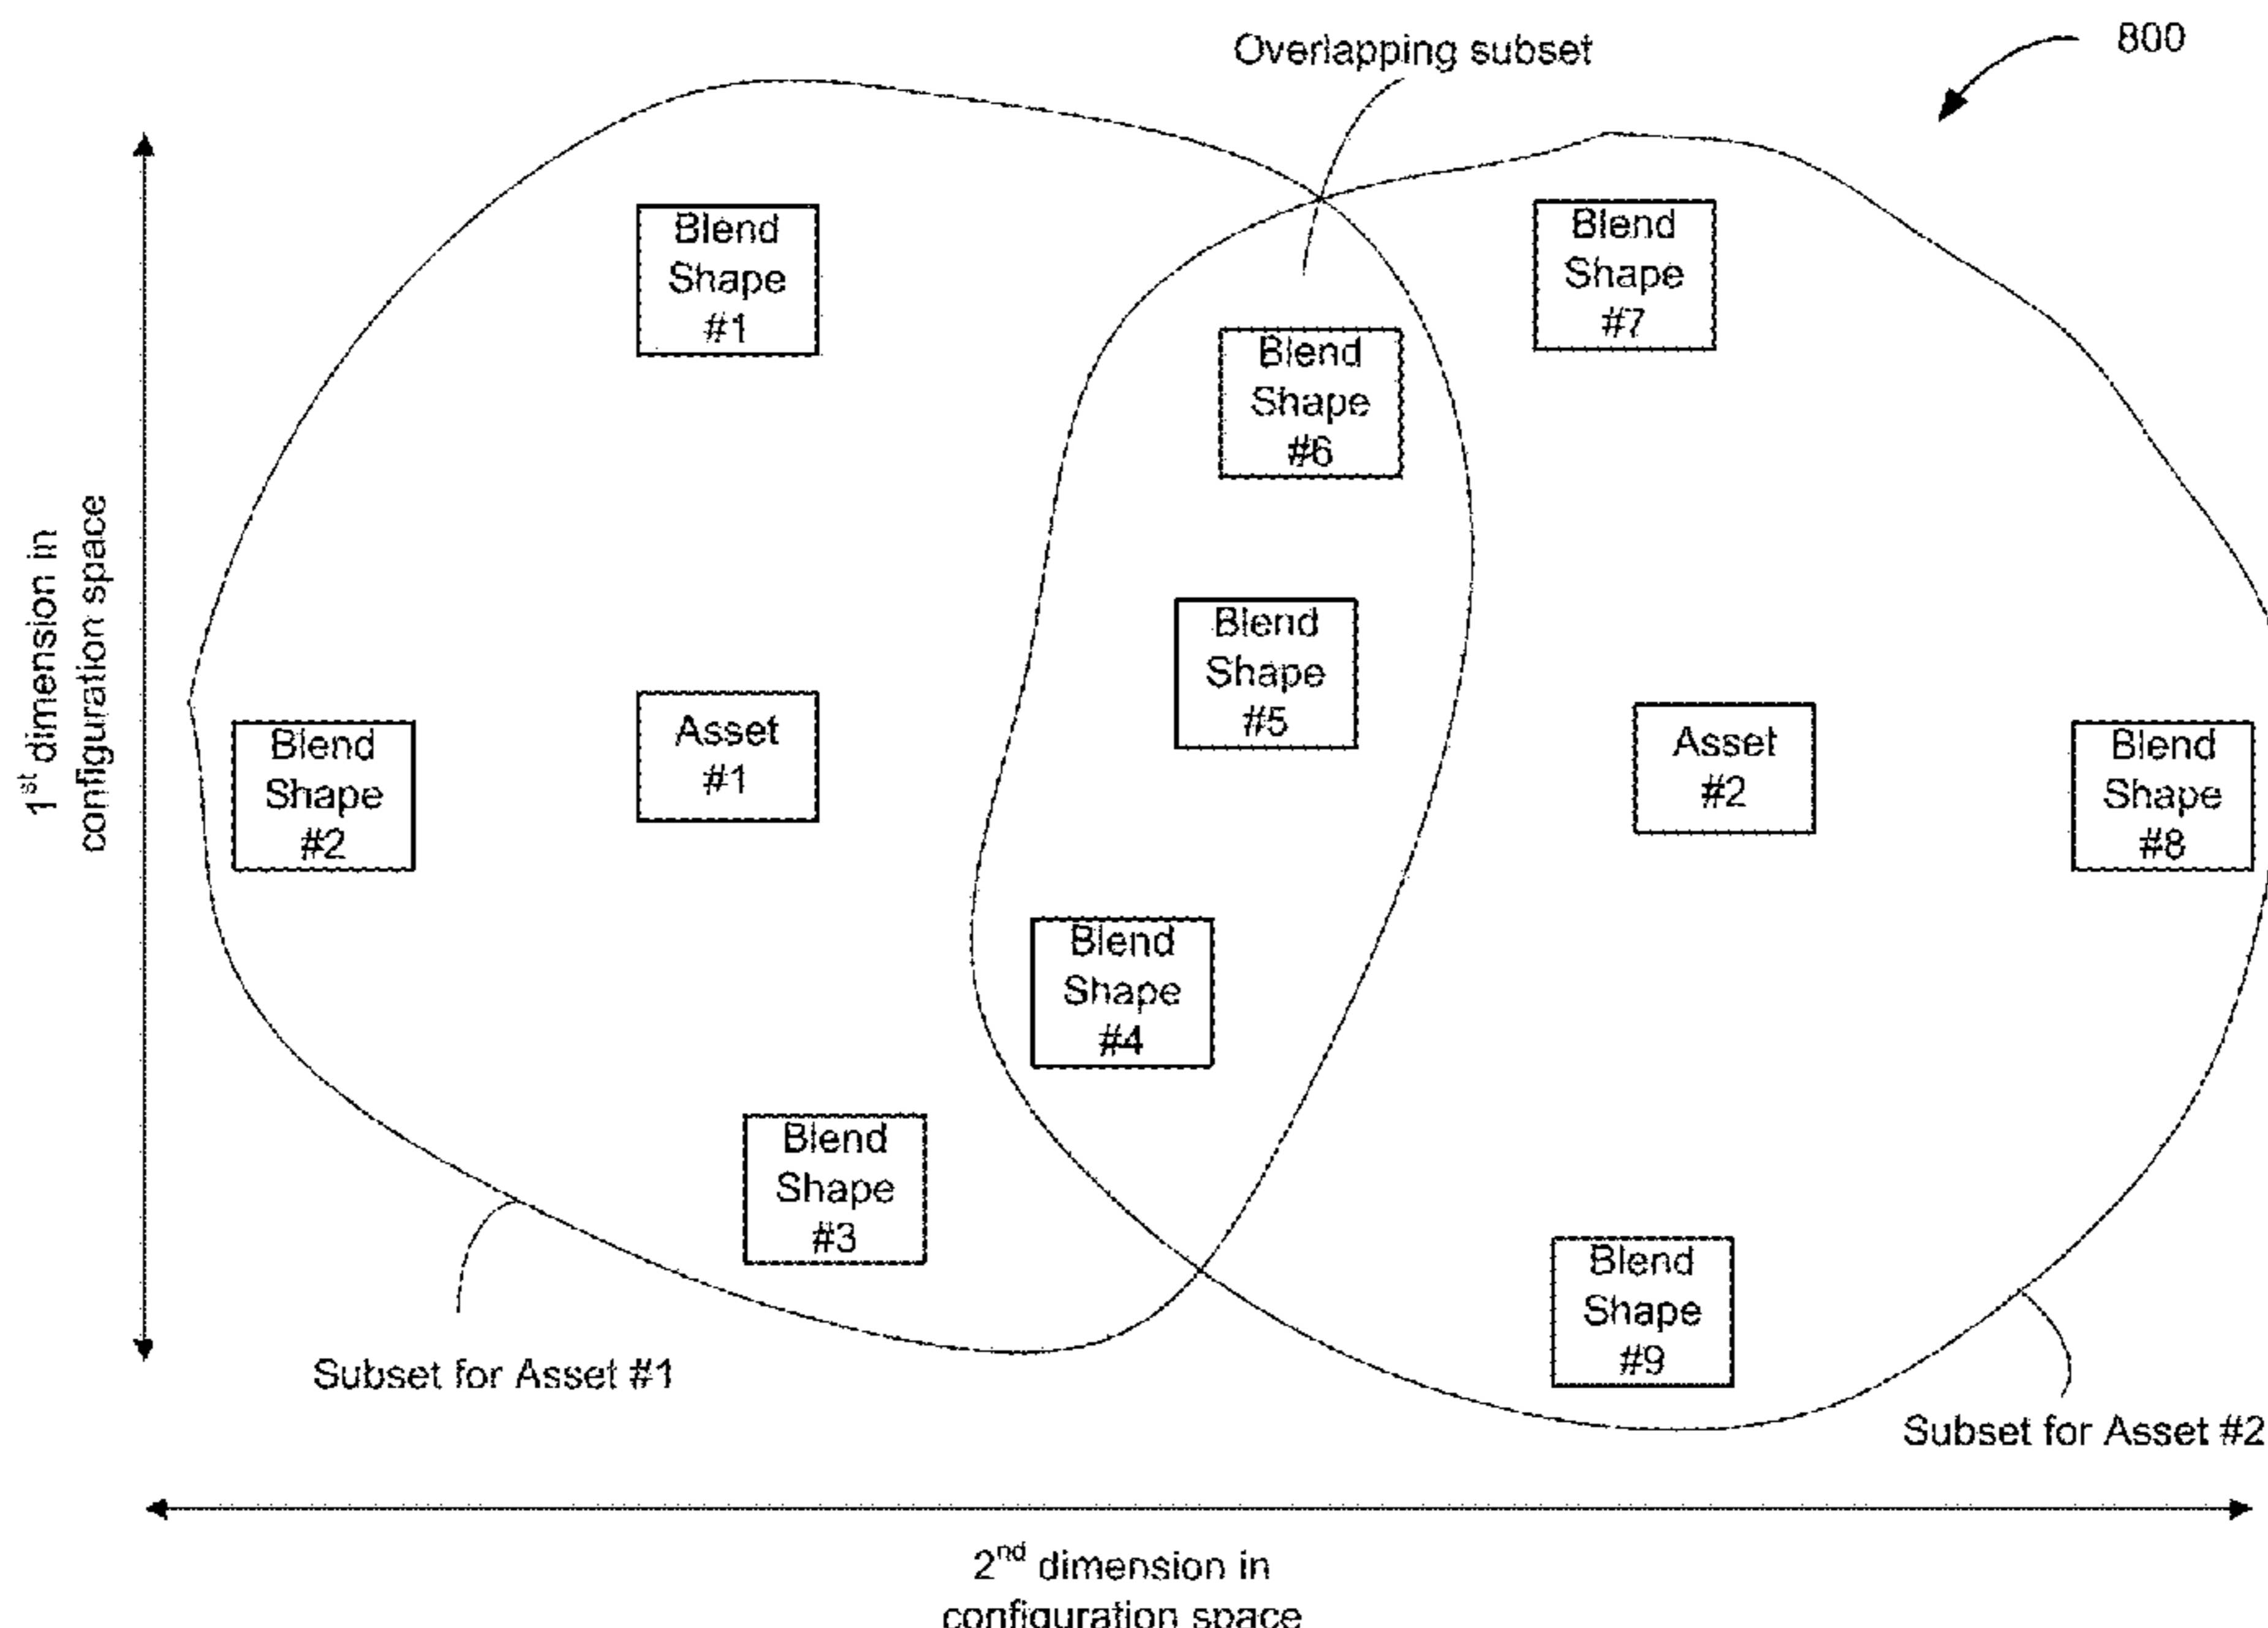 Overlapping subset
800
Blend
Shape
#1
Blend
Shape
#7
Blend
Shape
#6
1st dimension in
configuration space
Blend
Shape
#5
Blend
Shape
#2
Asset
#1
Asset
#2
Blend
Shape
#8
Blend
Shape
#4
Blend
Shape
#3
Blend
Shape
#9
Subset for Asset #1
Subset for Asset #2
2nd dimension in
configuration space